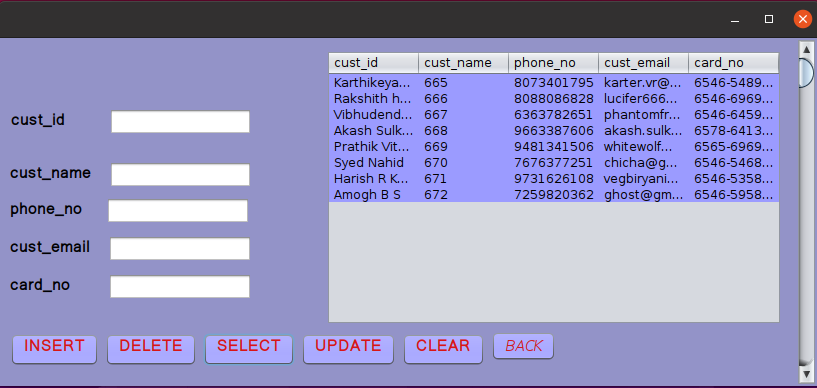 cust_id cust_name phone_no cust_email card_no
Karthikeya... 665 8073401795 karter.vr@... 6546-5489...
Rakshith h... 666 8088086828 lucifer666... 6546-6969...
Vibhudend... 667 6363782651 phantomfr... 6546-6459...
Akash Sulk... 668 9663387606 akash.sulk... 6578-6413...
Prathik Vit... 669 9481341506 whitewolf... 6565-6969...
Syed Nahid 670 7676377251 chicha@g... 6546-5468...
Harish R K... 671 9731626108 vegbiryani... 6546-5358...
Amogh B S 672 7259820362 ghost@gm... 6546-5958...
cust_id
cust_name
phone_no
cust_email
card_no
INSERT DELETE SELECT UPDATE CLEAR BACK